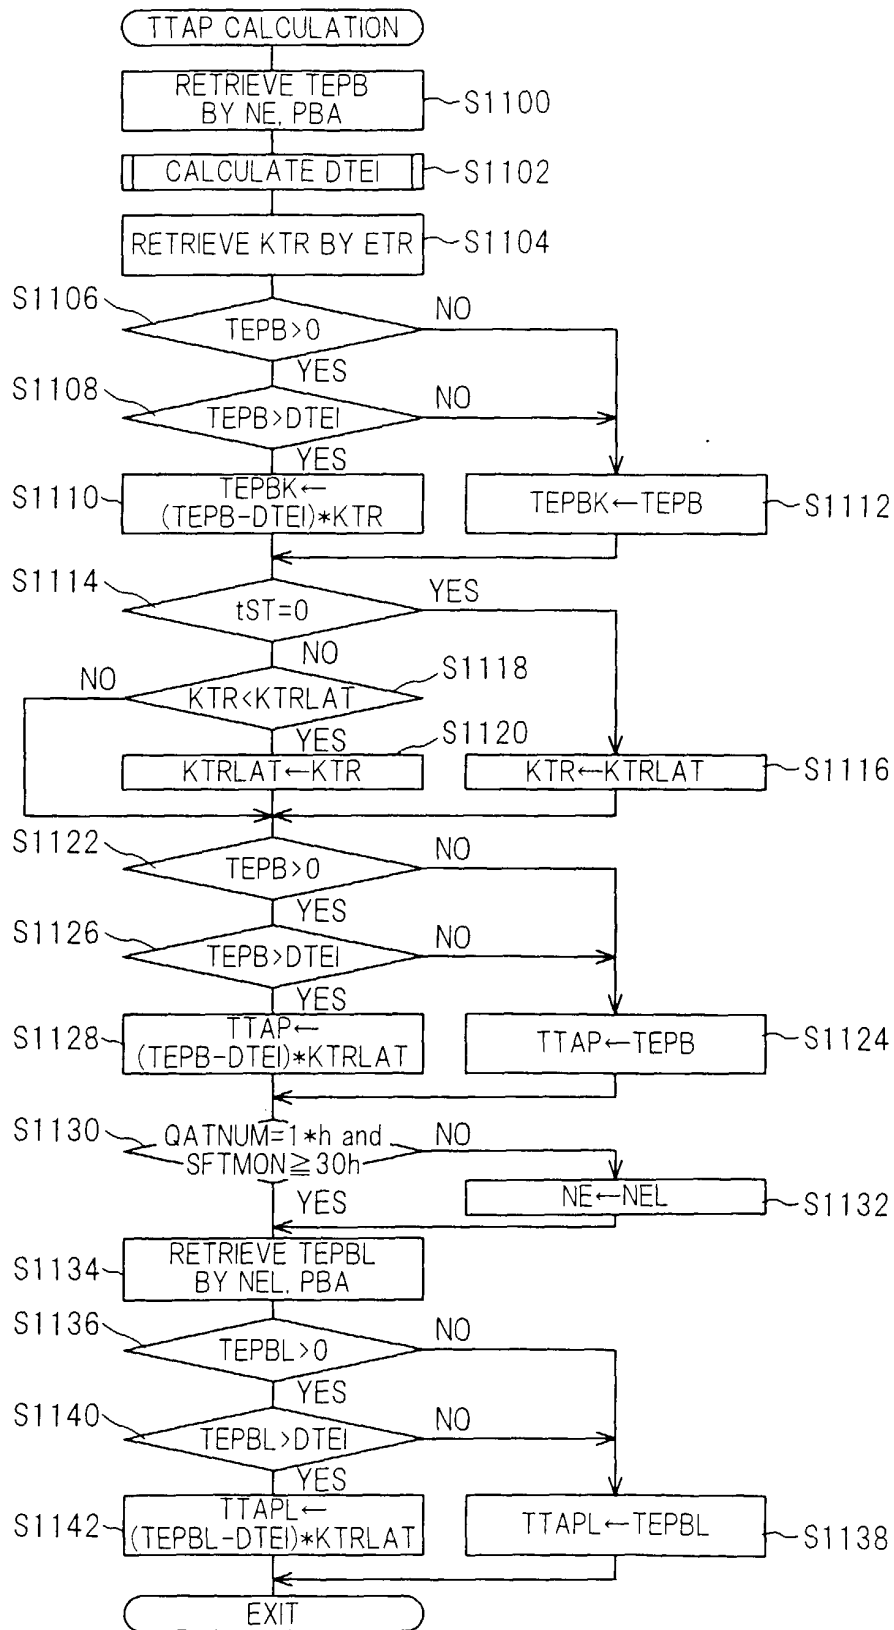 TTAP CALCULATION
RETRIEVE TEPB
BY NE, PBA
S1100
CALCULATE DTEI
S1102
RETRIEVE KTR BY ETR
S1104
S1106
TEPB>0
NO
YES
S1108
TEPB>DTEI
NO
YES
S1110
TEPBK←
(TEPB-DTEI)*KTR
TEPBK←TEPB
S1112
S1114
tST=0
YES
NO
NO
KTR<KTRLAT
S1118
YES
S1120
KTRLAT←KTR
KTR←KTRLAT
S1116
S1122
TEPB>0
NO
YES
S1126
TEPB>DTEI
NO
YES
S1128
TTAP←
(TEPB-DTEI)*KTRLAT
TTAP←TEPB
S1124
S1130
QATNUM=1*h and
SFTMON≧30h
NO
YES
NE←NEL
S1132
S1134
RETRIEVE TEPBL
BY NEL, PBA
S1136
TEPBL>0
NO
YES
S1140
TEPBL>DTEI
NO
YES
S1142
TTAPL←
(TEPBL-DTEI)*KTRLAT
TTAPL←TEPBL
S1138
EXIT